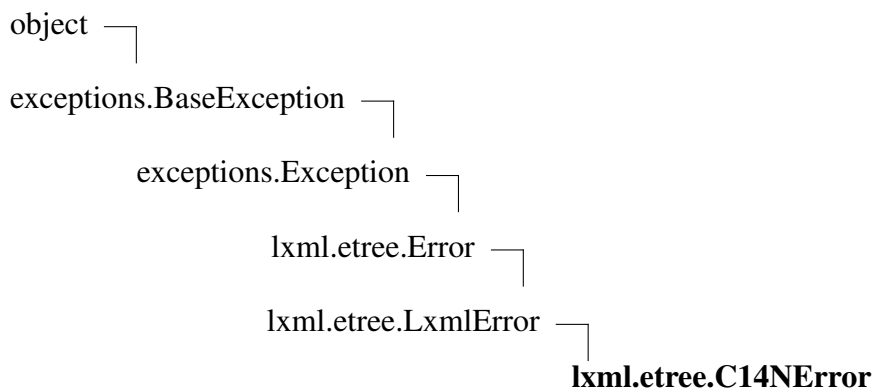 object
exceptions.BaseException
exceptions.Exception
lxml.etree.Error
lxml.etree.LxmlError
lxml.etree.C14NError